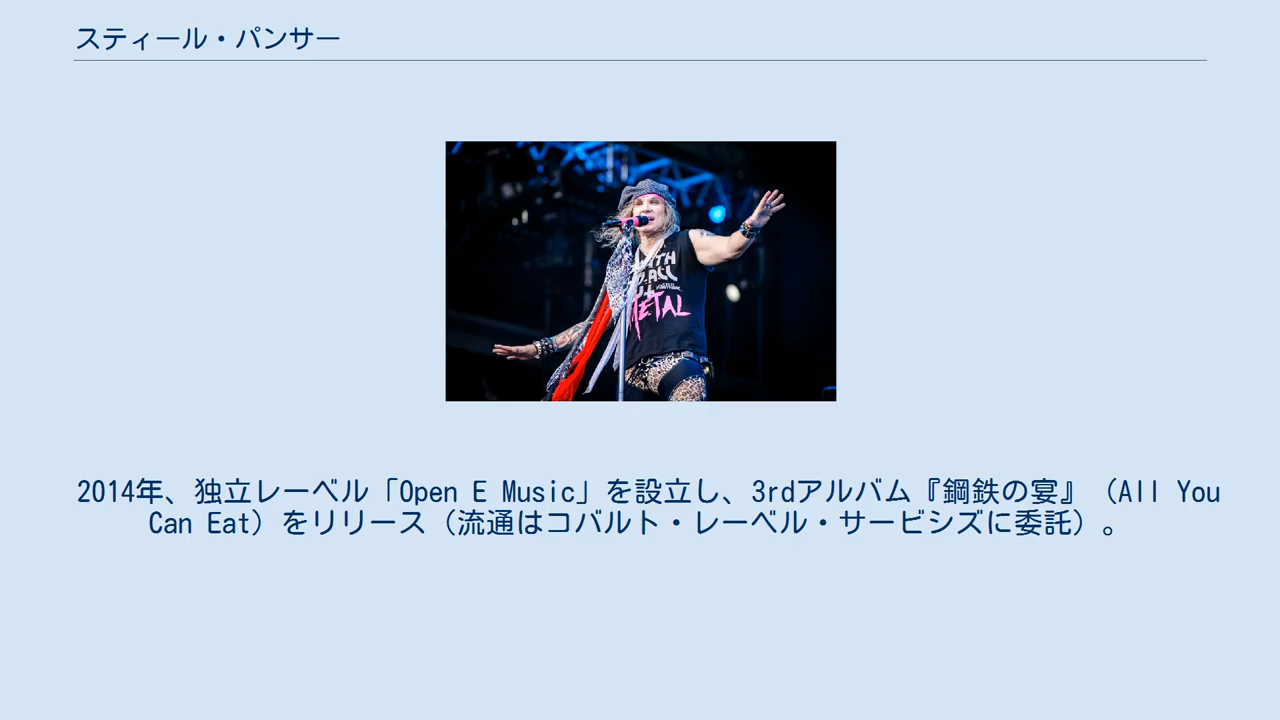 スティール・パンサー
METAL
2014年、独立レーベル「Open E Music」を設立し、3rdアルバム『鋼鉄の宴』（All You
Can Eat）をリリース（流通はコバルト・レーベル・サービシズに委託）。